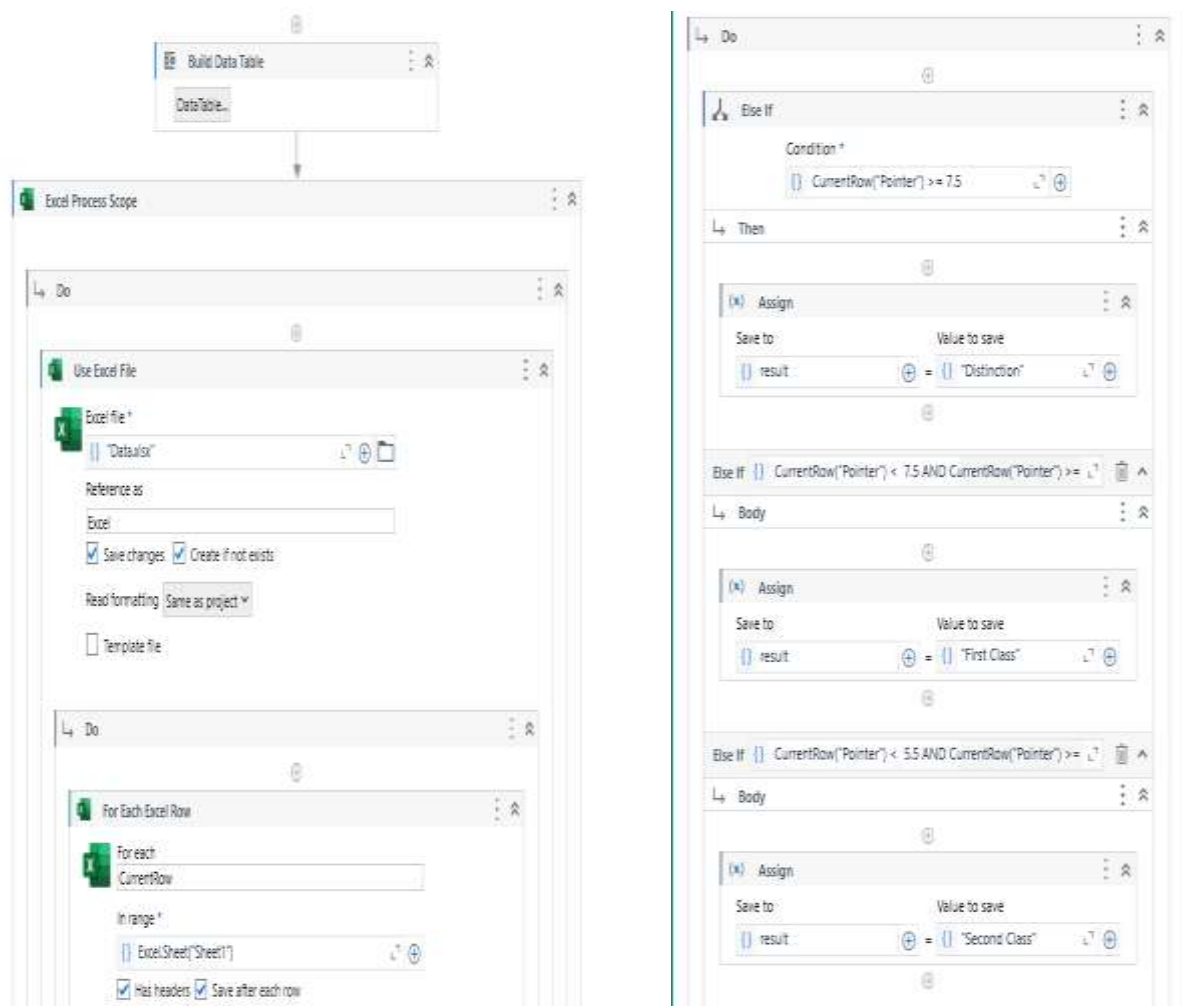 Build Data Table
DataTable...
Excel Process Scope
Do
Use Excel File
Excel file *
"Data.xlsx"
Reference as
Excel
Save changes Create if not exists
Read formatting Same as project
Template file
Do
For Each Excel Row
For each
CurrentRow
In range *
Excel.Sheet("Sheet1")
Has headers Save after each row
Do
Else If
Condition *
CurrentRow("Pointer") >= 7.5
Then
Assign
Save to Value to save
result = "Distinction"
Else If CurrentRow("Pointer") < 7.5 AND CurrentRow("Pointer") >=
Body
Assign
Save to Value to save
result = "First Class"
Else If CurrentRow("Pointer") < 5.5 AND CurrentRow("Pointer") >=
Body
Assign
Save to Value to save
result = "Second Class"